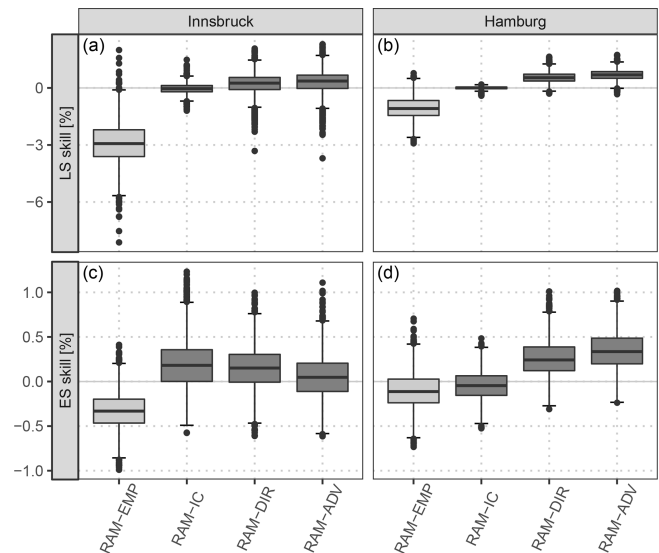 Innsbruck
Hamburg
(a)
(b)
LS skill [%]
0
−3
−6
(c)
(d)
ES skill [%]
1.0
0.5
0.0
−0.5
−1.0
RAM−EMP
RAM−IC
RAM−DIR
RAM−ADV
RAM−EMP
RAM−IC
RAM−DIR
RAM−ADV